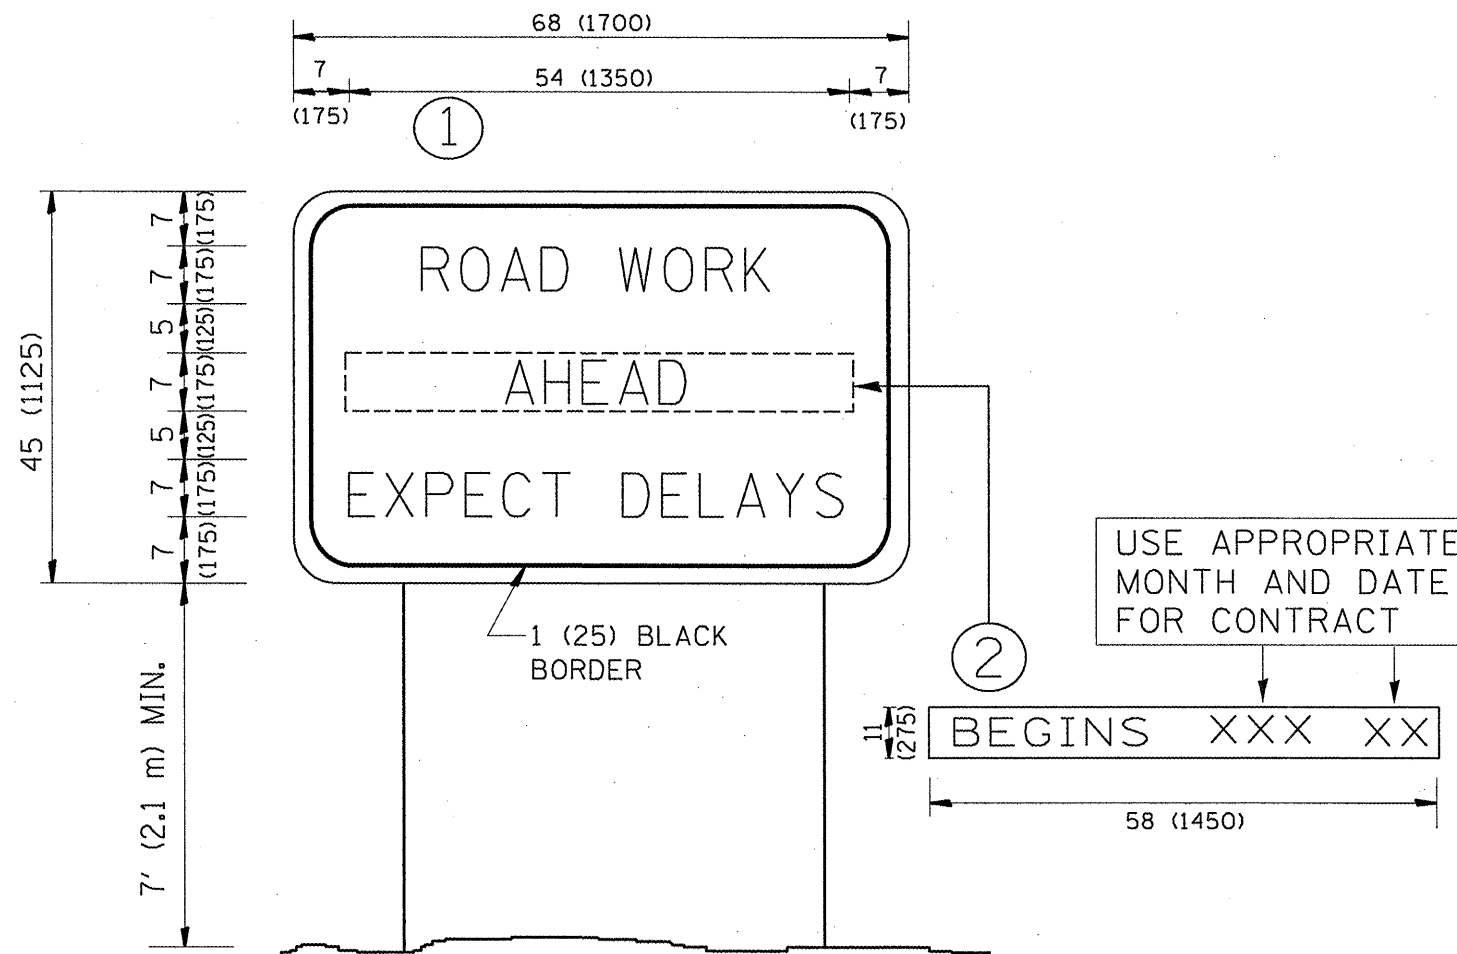 68 (1700)
7
54 (1350)
7
(175)
(175)
1
7
(175)
7
(175)
5
(125)
7
(175)
5
(125)
7
(175)
7
(175)
45 (1125)
ROAD WORK
AHEAD
EXPECT DELAYS
1 (25) BLACK
BORDER
7' (2.1 m) MIN.
2
USE APPROPRIATE
MONTH AND DATE
FOR CONTRACT
11
(275)
BEGINS XXX XX
58 (1450)